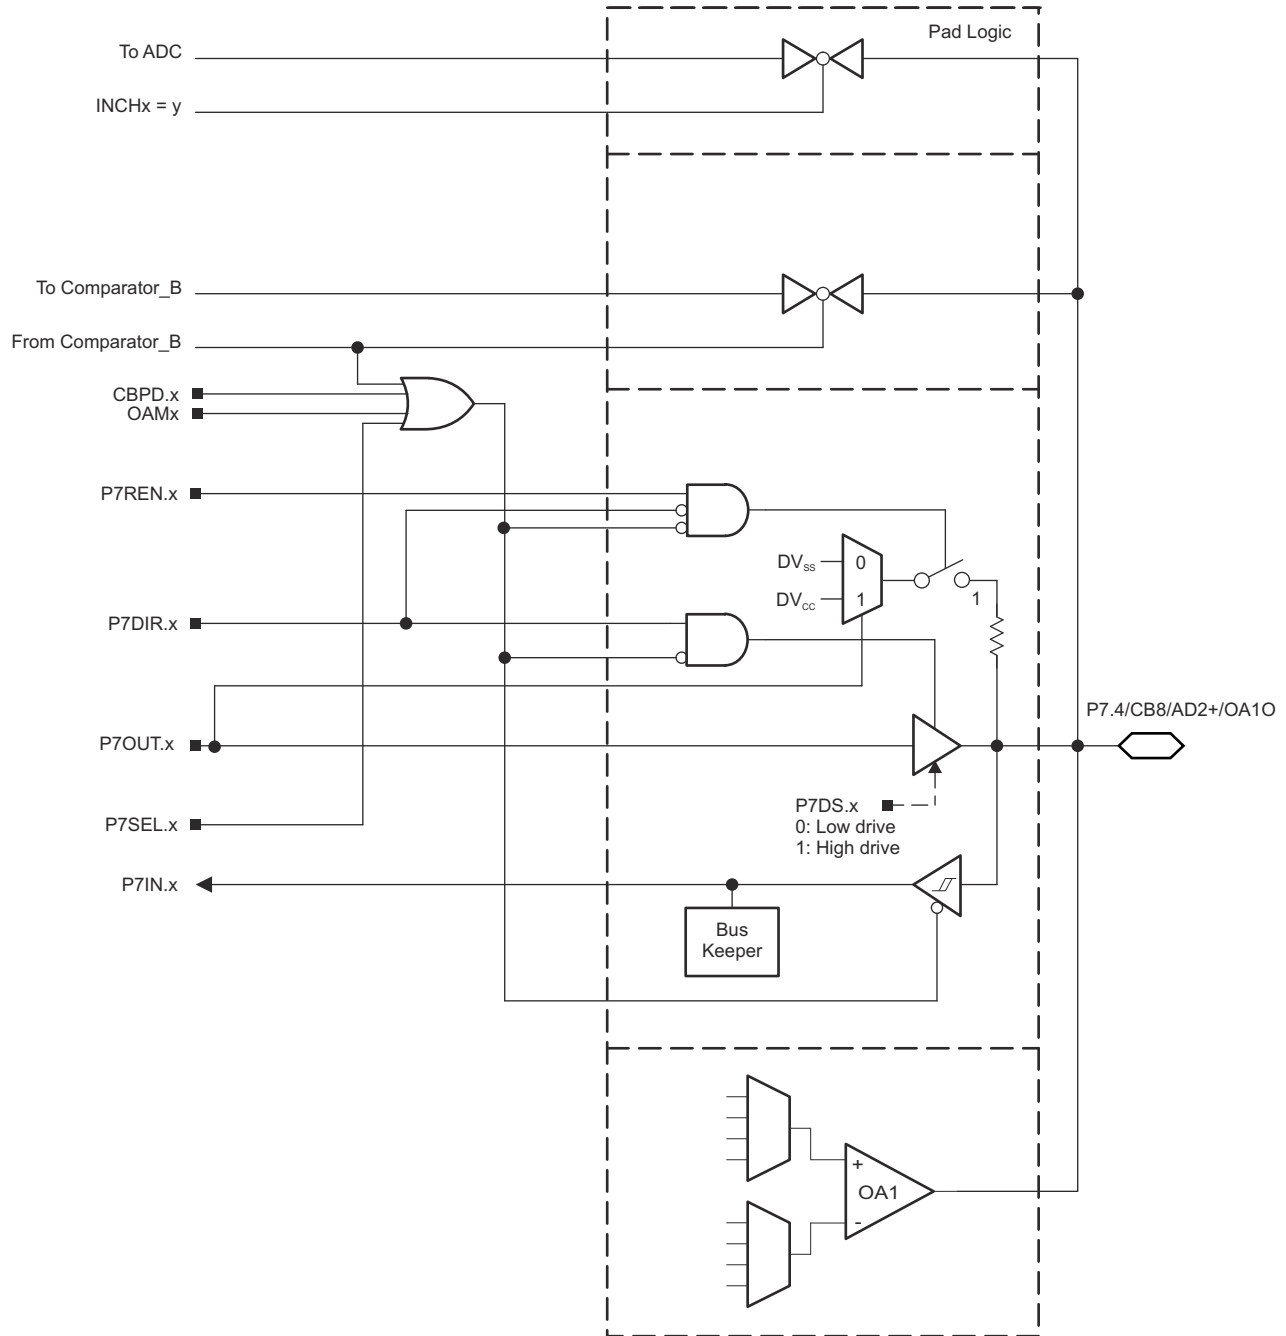 Pad Logic
To ADC
INCHx = y
To Comparator_B
From Comparator_B
CBPD.x
OAMx
P7REN.x
DVSS
0
DVCC
1
1
P7DIR.x
P7.4/CB8/AD2+/OA1O
P7OUT.x
P7DS.x
0: Low drive
1: High drive
P7SEL.x
P7IN.x
Bus
Keeper
+
OA1
-